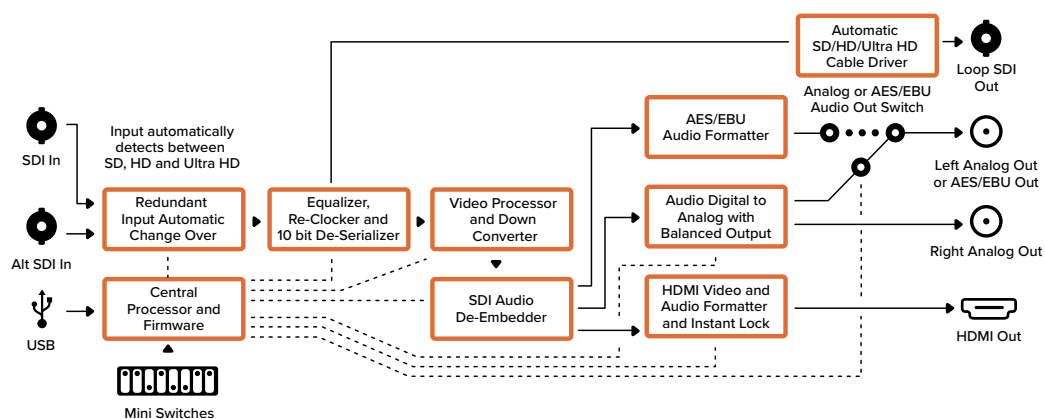 Automatic
SD/HD/Ultra HD
Cable Driver
Loop SDI
Out
Analog or AES/EBU
Audio Out Switch
AES/EBU
Audio Formatter
Input automatically
detects between
SD, HD and Ultra HD
SDI In
Left Analog Out
or AES/EBU Out
Redundant
Input Automatic
Change Over
Equalizer,
Re-Clocker and
10 bit De-Serializer
Video Processor
and Down
Converter
Audio Digital to
Analog with
Balanced Output
Alt SDI In
Right Analog Out
Central
Processor and
Firmware
SDI Audio
De-Embedder
HDMI Video and
Audio Formatter
and Instant Lock
USB
HDMI Out
Mini Switches